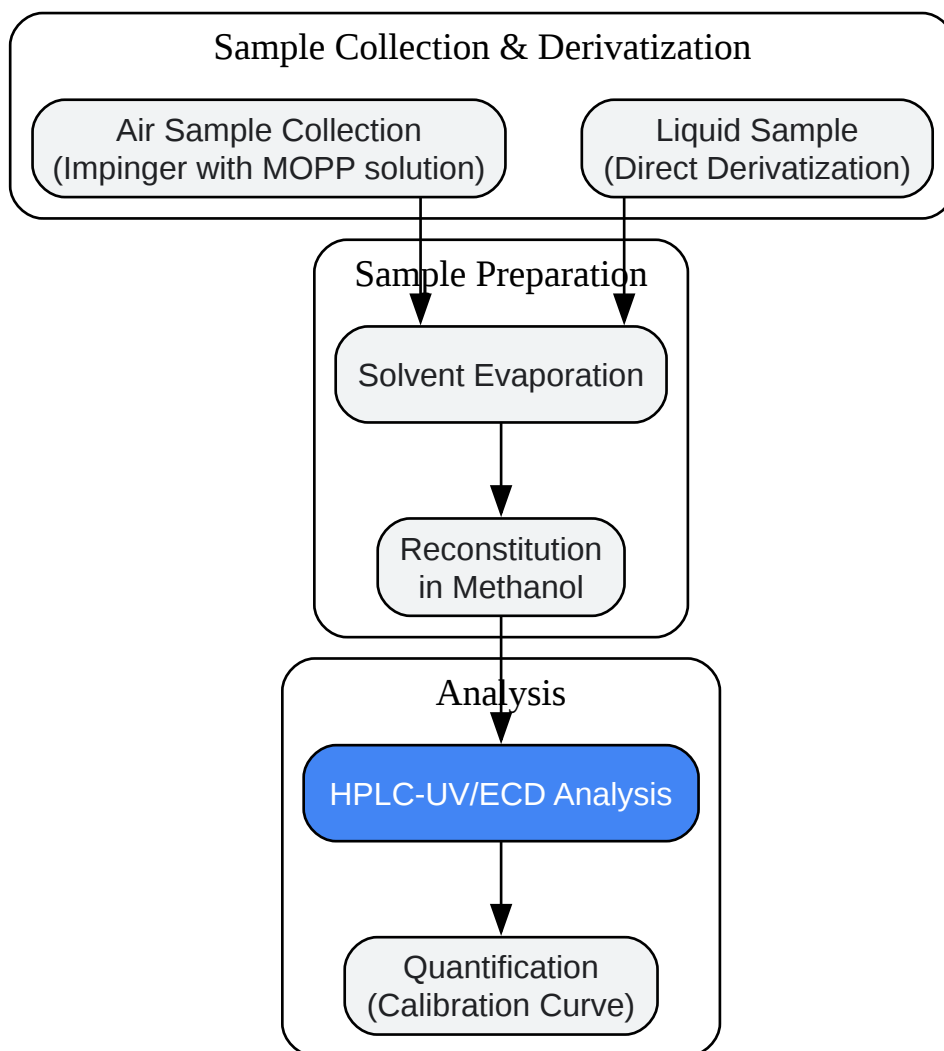 Sample Collection & Derivatization
Air Sample Collection
(Impinger with MOPP solution)
Liquid Sample
(Direct Derivatization)
Sample Preparation
Solvent Evaporation
Reconstitution
in Methanol
Analysis
HPLC-UV/ECD Analysis
Quantification
(Calibration Curve)